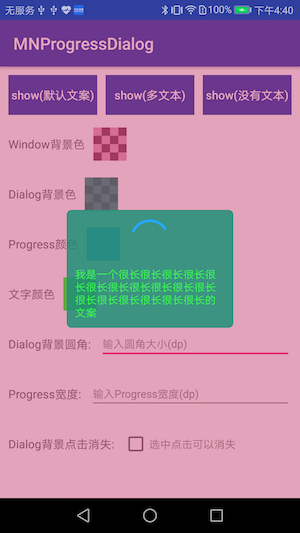 无服务 100% 下午4:40
MNProgressDialog
show(默认文案) show(多文本) show(没有文本)
Window背景色
Dialog背景色
Progress颜色
我是一个很长很长很长很长很
长很长很长很长很长很长很长
很长很长很长很长很长很长的
文案
文字颜色
Dialog背景圆角: 输入圆角大小(dp)
Progress宽度: 输入Progress宽度(dp)
Dialog背景点击消失: 选中点击可以消失